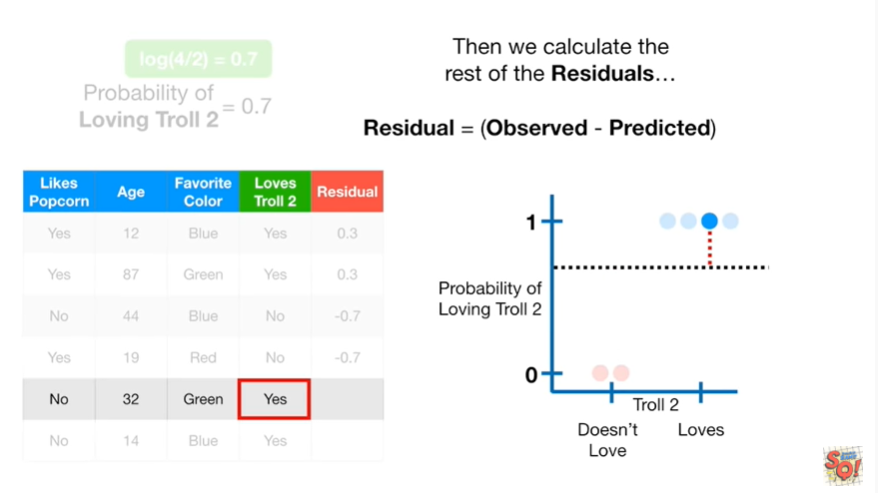 log(4/2) = 0.7
Probability of
Loving Troll 2 = 0.7
Then we calculate the
rest of the Residuals…
Residual = (Observed - Predicted)
Likes Popcorn Age Favorite Color Loves Troll 2 Residual
Yes 12 Blue Yes 0.3
Yes 87 Green Yes 0.3
No 44 Blue No -0.7
Yes 19 Red No -0.7
No 32 Green Yes
No 14 Blue Yes
1
Probability of
Loving Troll 2
0
Troll 2
Doesn't
Love
Loves
SQ!